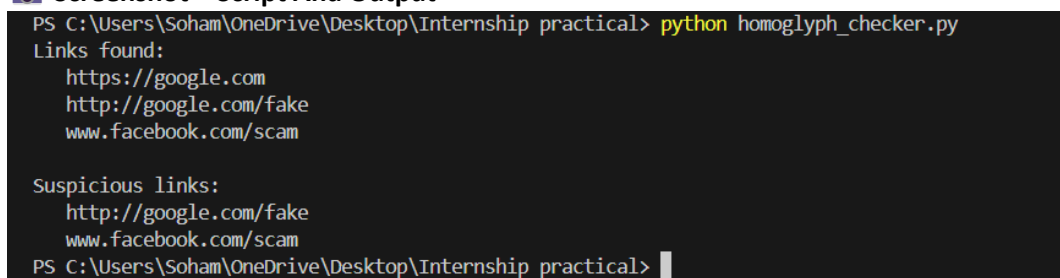 Screenshot – Script And Output
PS C:\Users\Soham\OneDrive\Desktop\Internship practical> python homoglyph_checker.py
Links found:
https://google.com
http://google.com/fake
www.facebook.com/scam
Suspicious links:
http://google.com/fake
www.facebook.com/scam
PS C:\Users\Soham\OneDrive\Desktop\Internship practical>